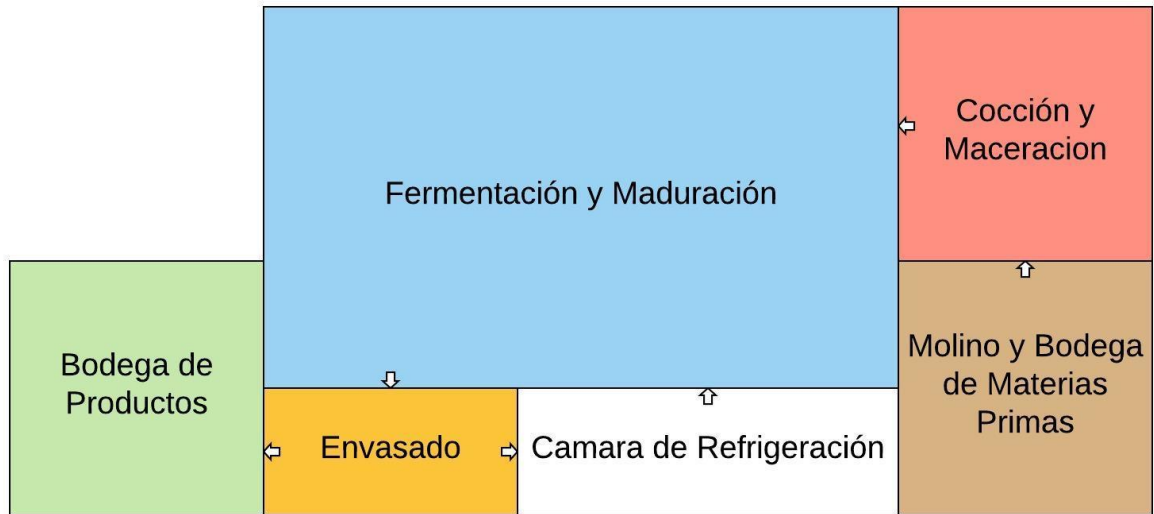 Cocción y
Maceracion
Fermentación y Maduración
Bodega de
Productos
Molino y Bodega
de Materias
Primas
Envasado
Camara de Refrigeración